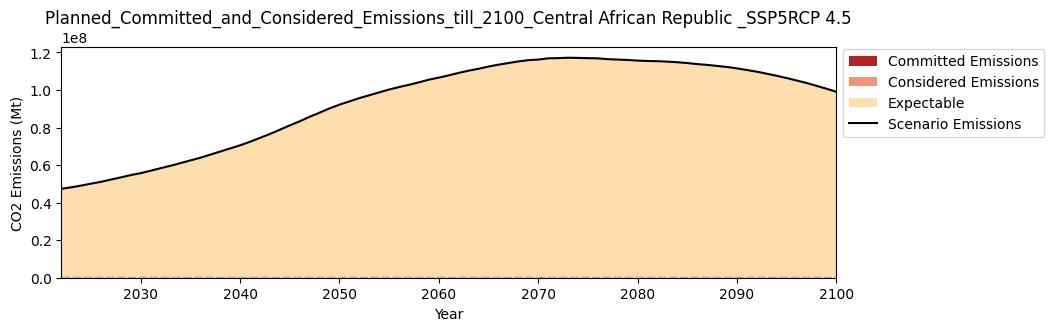 Planned_Committed_and_Considered_Emissions_till_2100_Central African Republic _SSP5RCP 4.5
1e8
1.2
1.0
0.8
0.6
0.4
0.2
0.0
CO2 Emissions (Mt)
2030 2040 2050 2060 2070 2080 2090 2100
Year
Committed Emissions
Considered Emissions
Expectable
Scenario Emissions